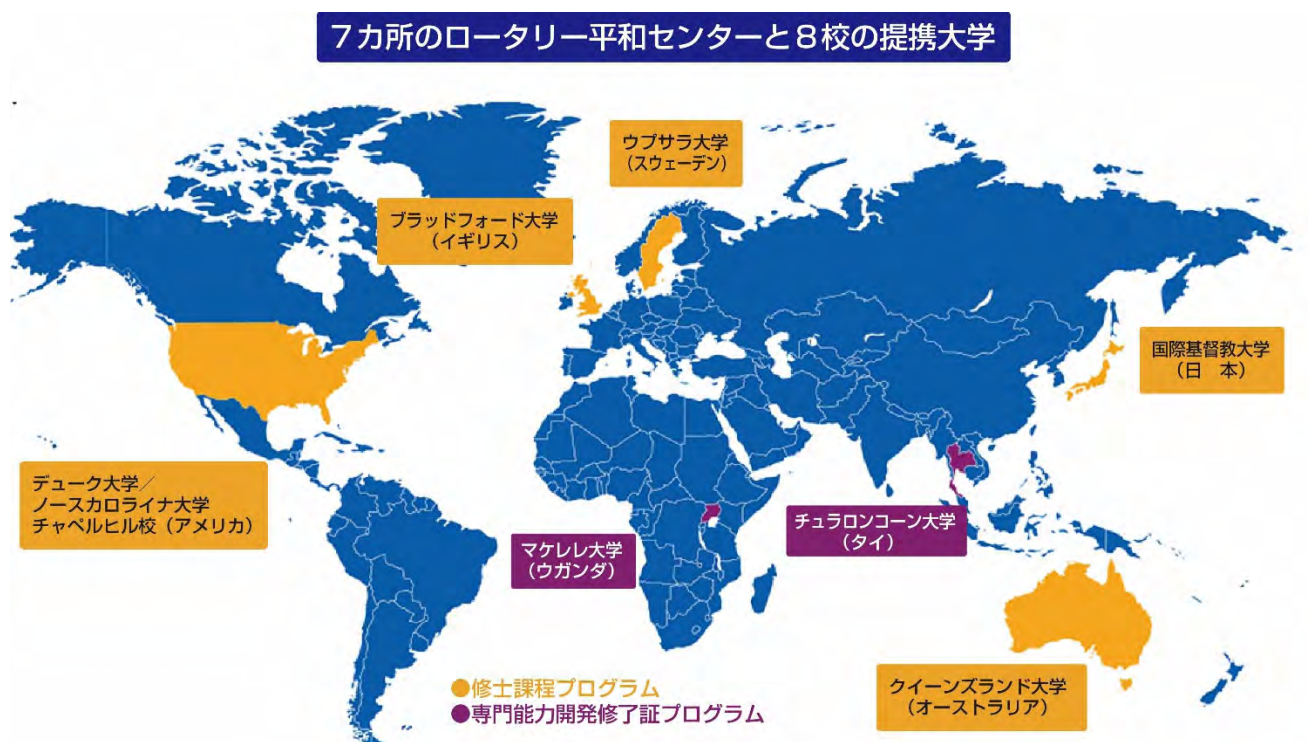 7カ所のロータリー平和センターと8校の提携大学
ウプサラ大学
（スウェーデン）
ブラッドフォード大学
（イギリス）
国際基督教大学
（日　本）
デューク大学／
ノースカロライナ大学
チャペルヒル校（アメリカ）
チュラロンコーン大学
（タイ）
マケレレ大学
（ウガンダ）
クイーンズランド大学
（オーストラリア）
●修士課程プログラム
●専門能力開発修了証プログラム